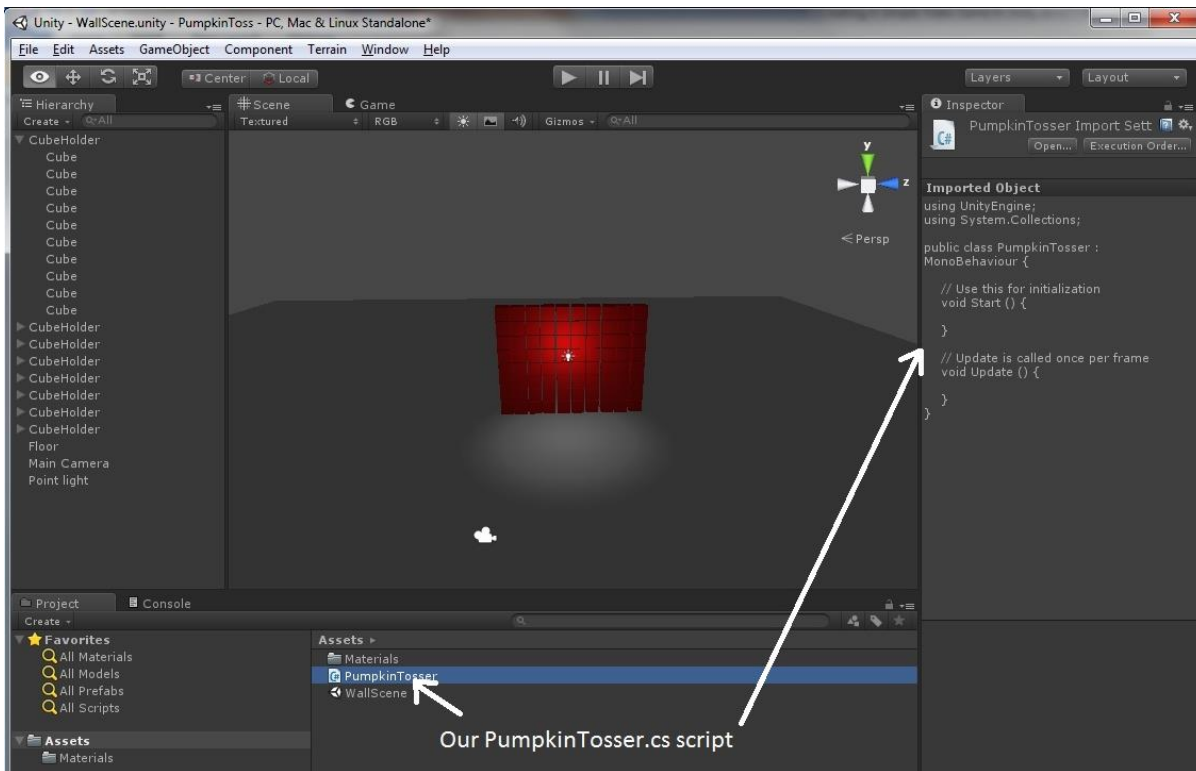 Unity - WallScene.unity - PumpkinToss - PC, Mac & Linux Standalone*
File Edit Assets GameObject Component Terrain Window Help
Center Local
Layers Layout
Hierarchy
Create All
CubeHolder
Cube
Cube
Cube
Cube
Cube
Cube
Cube
Cube
Cube
Cube
CubeHolder
CubeHolder
CubeHolder
CubeHolder
CubeHolder
CubeHolder
CubeHolder
Floor
Main Camera
Point light
Scene Game
Textured RGB Gizmos All
y
z
Persp
Inspector
PumpkinTosser Import Sett
Open... Execution Order...
Imported Object
using UnityEngine;
using System.Collections;
public class PumpkinTosser :
MonoBehaviour {
// Use this for initialization
void Start () {
}
// Update is called once per frame
void Update () {
}
}
Project Console
Create
Favorites
All Materials
All Models
All Prefabs
All Scripts
Assets
Materials
Assets
Materials
PumpkinTosser
WallScene
Our PumpkinTosser.cs script